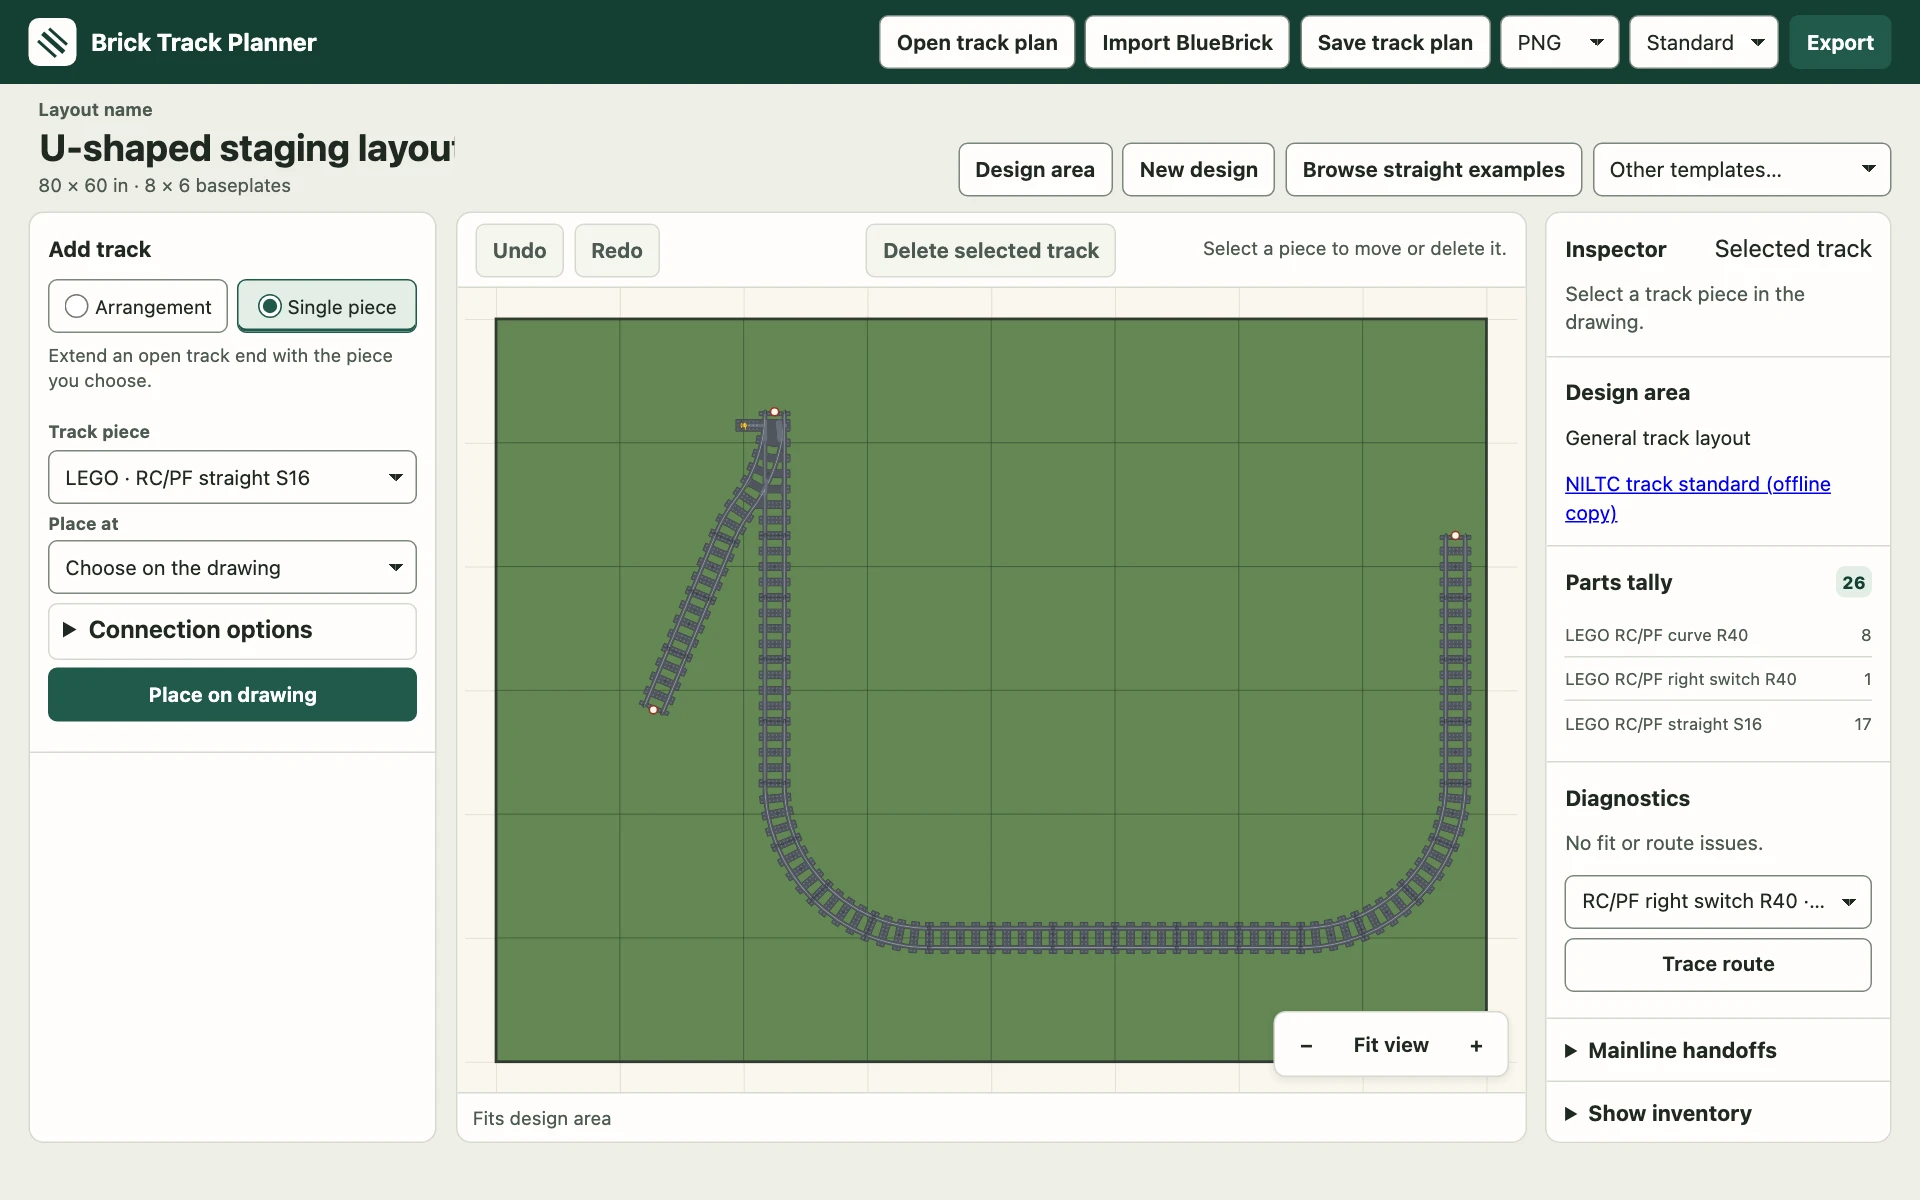 Brick Track Planner
Open track plan
Import BlueBrick
Save track plan
PNG
Standard
Export
Layout name
U-shaped staging layout
80 × 60 in · 8 × 6 baseplates
Design area
New design
Browse straight examples
Other templates...
Add track
Arrangement
Single piece
Extend an open track end with the piece
you choose.
Track piece
LEGO · RC/PF straight S16
Place at
Choose on the drawing
Connection options
Place on drawing
Undo
Redo
Delete selected track
Select a piece to move or delete it.
Fit view
Fits design area
Inspector
Selected track
Select a track piece in the
drawing.
Design area
General track layout
NILTC track standard (offline
copy)
Parts tally
26
LEGO RC/PF curve R40 8
LEGO RC/PF right switch R40 1
LEGO RC/PF straight S16 17
Diagnostics
No fit or route issues.
RC/PF right switch R40 ·...
Trace route
Mainline handoffs
Show inventory